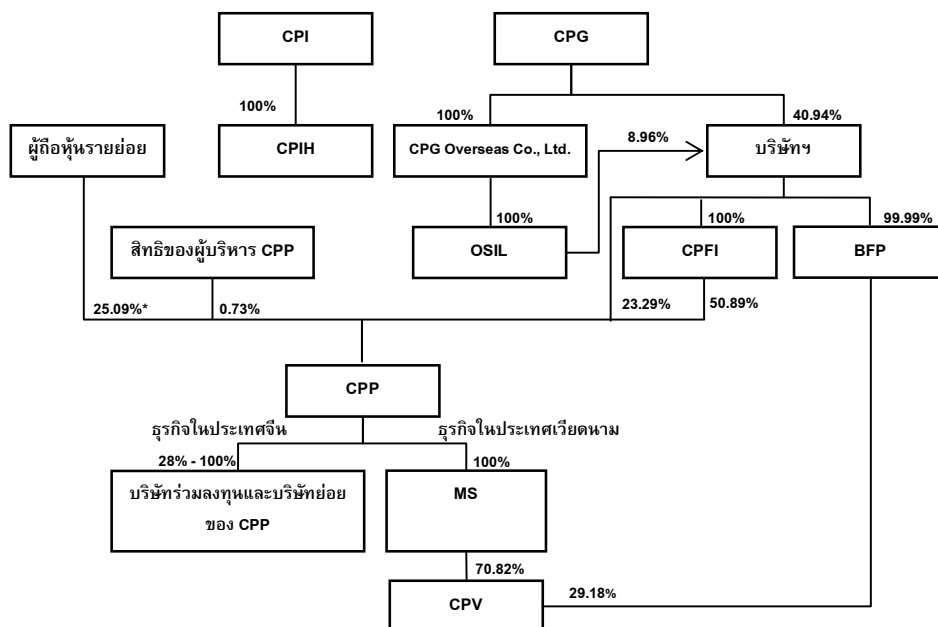 CPI
CPG
100%
100%
40.94%
ผู้ถือหุ้นรายย่อย
CPIH
CPG Overseas Co., Ltd.
8.96%
บริษัทฯ
100%
100%
99.99%
สิทธิของผู้บริหาร CPP
OSIL
CPFI
BFP
25.09%*
0.73%
23.29%
50.89%
CPP
ธุรกิจในประเทศจีน
ธุรกิจในประเทศเวียดนาม
28% - 100%
100%
บริษัทร่วมลงทุนและบริษัทย่อย
ของ CPP
MS
70.82%
CPV
29.18%